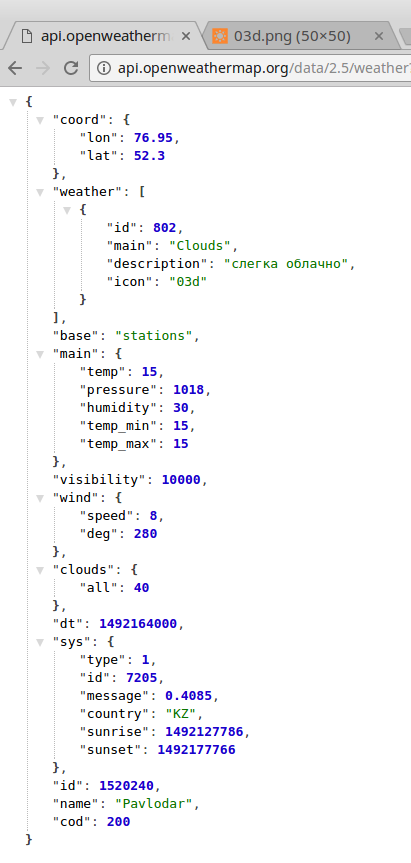 api.openweatherm
03d.png (50×50)
api.openweathermap.org/data/2.5/weather?
{
"coord": {
"lon": 76.95,
"lat": 52.3
},
"weather": [
{
"id": 802,
"main": "Clouds",
"description": "слегка облачно",
"icon": "03d"
}
],
"base": "stations",
"main": {
"temp": 15,
"pressure": 1018,
"humidity": 30,
"temp_min": 15,
"temp_max": 15
},
"visibility": 10000,
"wind": {
"speed": 8,
"deg": 280
},
"clouds": {
"all": 40
},
"dt": 1492164000,
"sys": {
"type": 1,
"id": 7205,
"message": 0.4085,
"country": "KZ",
"sunrise": 1492127786,
"sunset": 1492177766
},
"id": 1520240,
"name": "Pavlodar",
"cod": 200
}